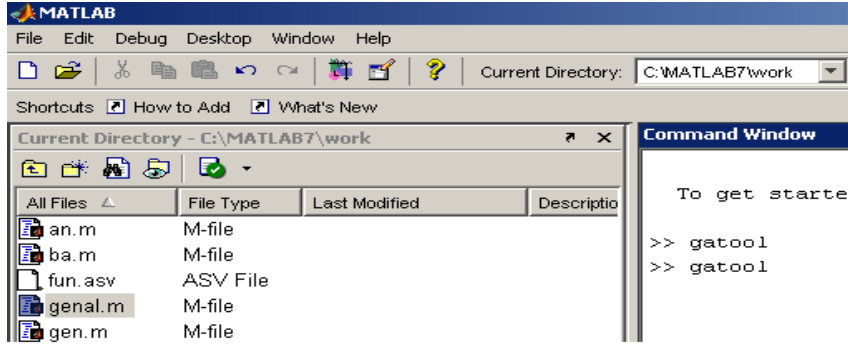 MATLAB
File Edit Debug Desktop Window Help
Current Directory: C:\MATLAB7\work
Shortcuts How to Add What's New
Current Directory - C:\MATLAB7\work
All Files File Type Last Modified Descriptio
an.m M-file
ba.m M-file
fun.asv ASV File
genal.m M-file
gen.m M-file
Command Window
To get starte
>> gatool
>> gatool